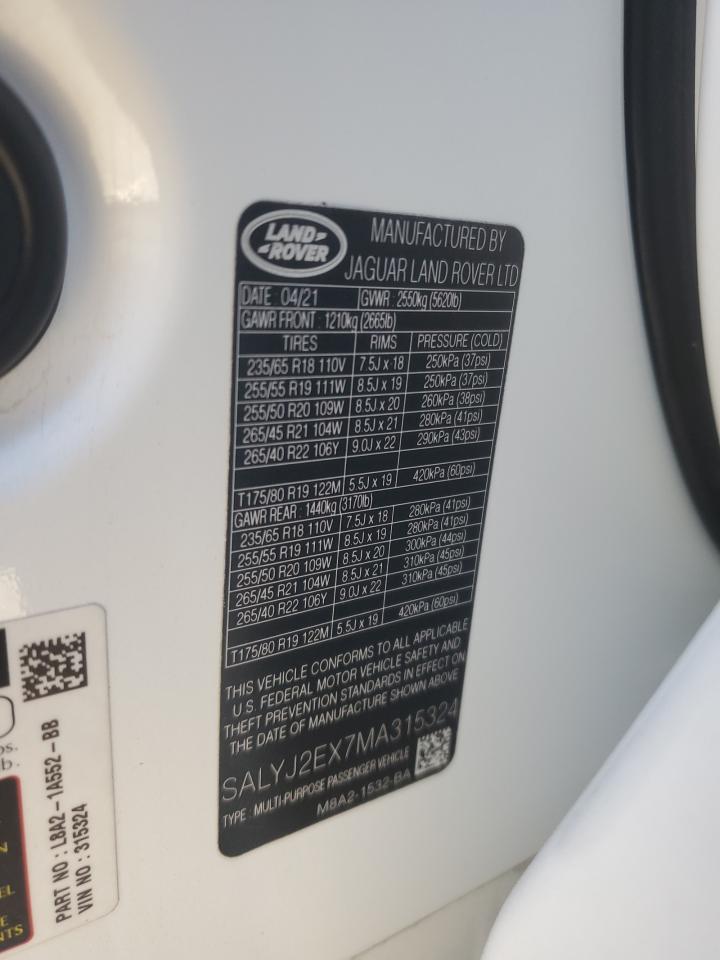 LAND ROVER
MANUFACTURED BY
JAGUAR LAND ROVER LTD
DATE 04/21 GVWR : 2550kg (5620lb)
GAWR FRONT : 1210kg (2665lb)
TIRES RIMS PRESSURE (COLD)
235/65 R18 110V 7.5J x 18 250kPa (37psi)
255/55 R19 111W 8.5J x 19 250kPa (37psi)
255/50 R20 109W 8.5J x 20 260kPa (38psi)
265/45 R21 104W 8.5J x 21 280kPa (41psi)
265/40 R22 106Y 9.0J x 22 290kPa (43psi)
T175/80 R19 122M 5.5J x 19 420kPa (60psi)
GAWR REAR : 1440kg (3170lb)
235/65 R18 110V 7.5J x 18 280kPa (41psi)
255/55 R19 111W 8.5J x 19 280kPa (41psi)
255/50 R20 109W 8.5J x 20 300kPa (44psi)
265/45 R21 104W 8.5J x 21 310kPa (45psi)
265/40 R22 106Y 9.0J x 22 310kPa (45psi)
T175/80 R19 122M 5.5J x 19 420kPa (60psi)
THIS VEHICLE CONFORMS TO ALL APPLICABLE
U.S. FEDERAL MOTOR VEHICLE SAFETY AND
THEFT PREVENTION STANDARDS IN EFFECT ON
THE DATE OF MANUFACTURE SHOWN ABOVE
SALYJ2EX7MA315324
TYPE : MULTI-PURPOSE PASSENGER VEHICLE
M8A2-1532-BA
PART NO : L8A2-1A552-BB
VIN NO : 315324